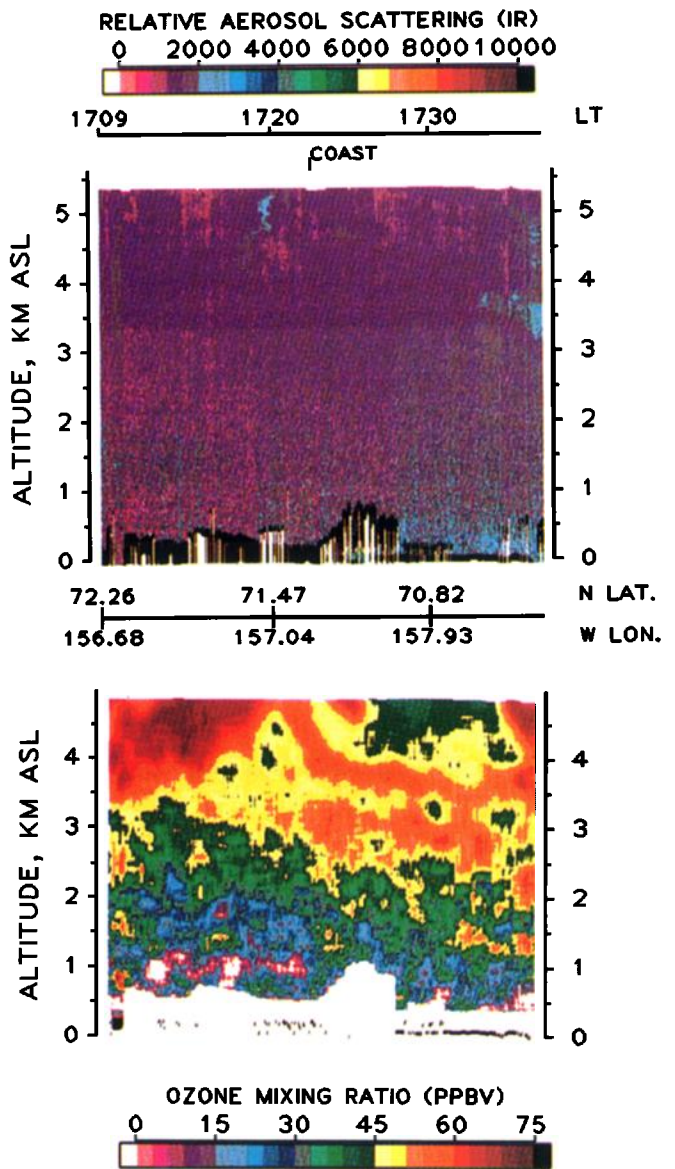 RELATIVE AEROSOL SCATTERING (IR)
0 2000 4000 6000 8000 10000
1709 1720 1730 LT
COAST
5 5
4 4
3 3
2 2
1 1
0 0
ALTITUDE, KM ASL
72.26 71.47 70.82 N LAT.
156.68 157.04 157.93 W LON.
4 4
3 3
2 2
1 1
0 0
ALTITUDE, KM ASL
OZONE MIXING RATIO (PPBV)
0 15 30 45 60 75